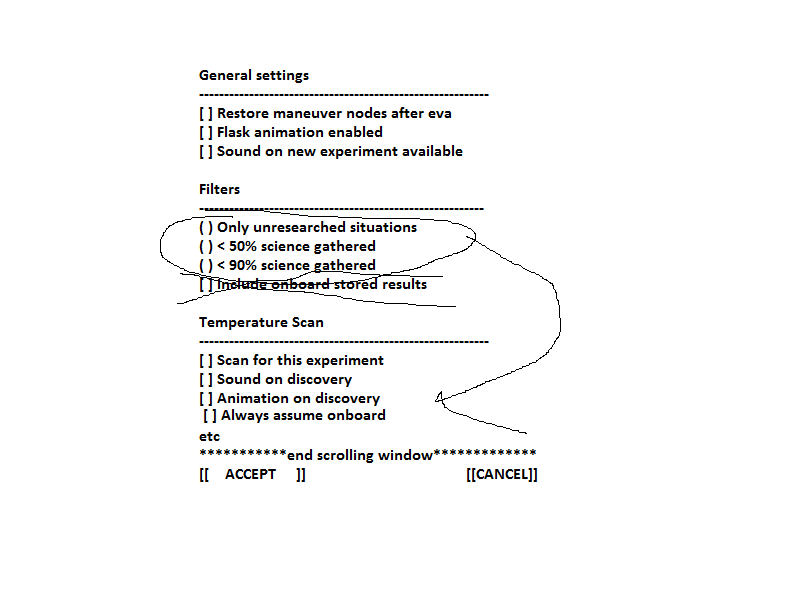 General settings
----------------------------------------------------------
[ ] Restore maneuver nodes after eva
[ ] Flask animation enabled
[ ] Sound on new experiment available
Filters
---------------------------------------------------------
( ) Only unresearched situations
( ) < 50% science gathered
( ) < 90% science gathered
[ ] Include onboard stored results
Temperature Scan
----------------------------------------------------------
[ ] Scan for this experiment
[ ] Sound on discovery
[ ] Animation on discovery
[ ] Always assume onboard
etc
***********end scrolling window*************
[[ ACCEPT ]] [[CANCEL]]